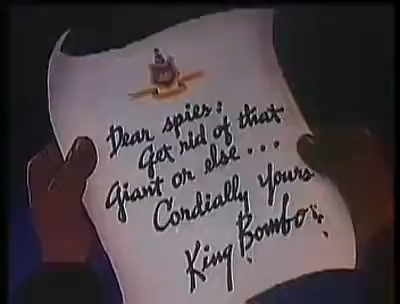 Dear spies:
Get rid of that
Giant or else...
Cordially yours
King Bombo